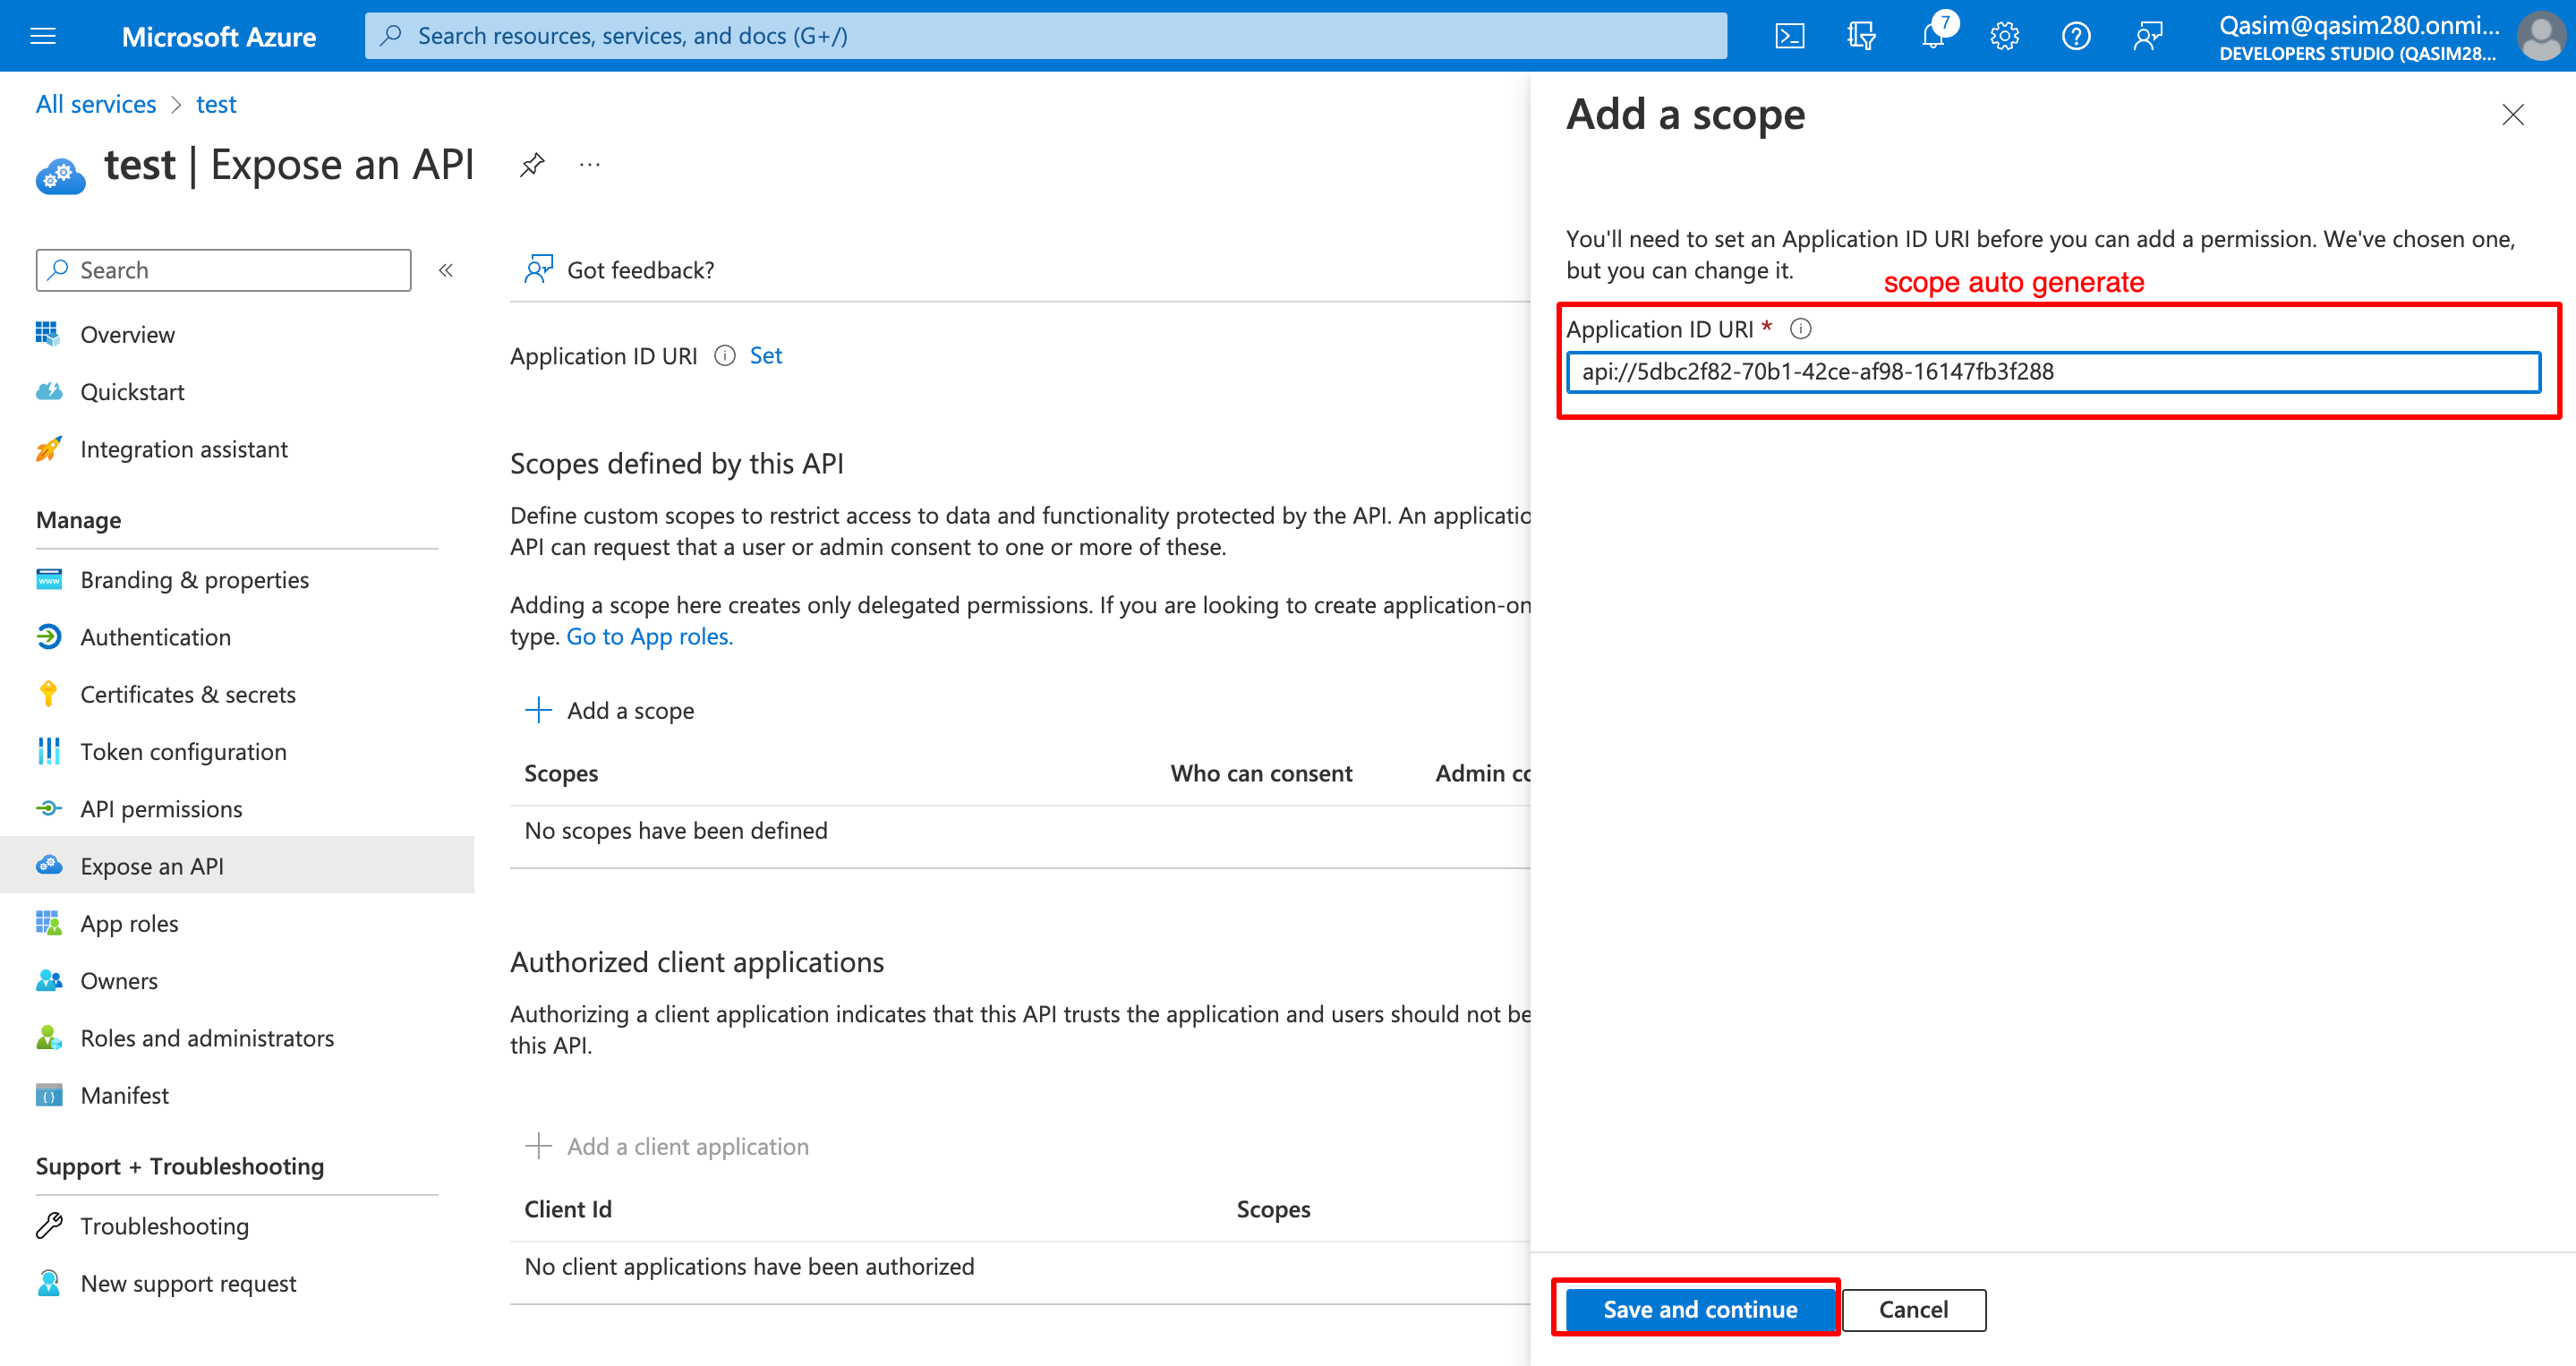 Microsoft Azure
Search resources, services, and docs (G+/)
7
Qasim@qasim280.onmi...
DEVELOPERS STUDIO (QASIM28...
All services > test
test | Expose an API
...
Search
«
Overview
Quickstart
Integration assistant
Manage
Branding & properties
Authentication
Certificates & secrets
Token configuration
API permissions
Expose an API
App roles
Owners
Roles and administrators
Manifest
Support + Troubleshooting
Troubleshooting
New support request
Got feedback?
Application ID URI Set
Scopes defined by this API
Define custom scopes to restrict access to data and functionality protected by the API. An applicatio
API can request that a user or admin consent to one or more of these.
Adding a scope here creates only delegated permissions. If you are looking to create application-on
type. Go to App roles.
+ Add a scope
Scopes Who can consent Admin co
No scopes have been defined
Authorized client applications
Authorizing a client application indicates that this API trusts the application and users should not be
this API.
+ Add a client application
Client Id Scopes
No client applications have been authorized
Add a scope
You'll need to set an Application ID URI before you can add a permission. We've chosen one,
but you can change it.
scope auto generate
Application ID URI *
api://5dbc2f82-70b1-42ce-af98-16147fb3f288
Save and continue Cancel